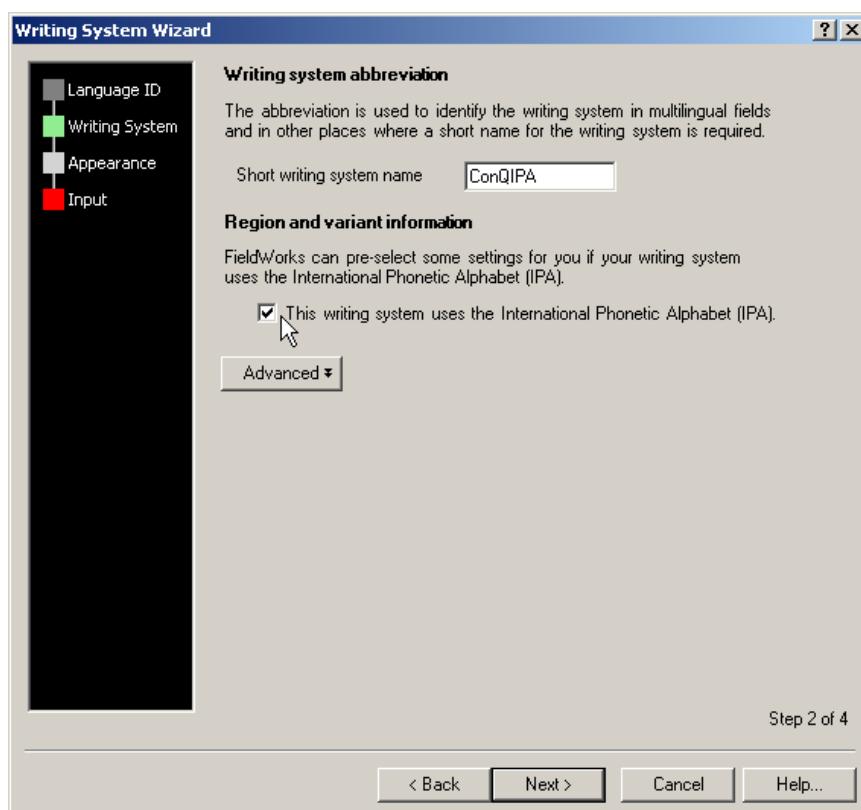 Writing System Wizard
Language ID
Writing System
Appearance
Input
Writing system abbreviation
The abbreviation is used to identify the writing system in multilingual fields
and in other places where a short name for the writing system is required.
Short writing system name ConQIPA
Region and variant information
FieldWorks can pre-select some settings for you if your writing system
uses the International Phonetic Alphabet (IPA).
This writing system uses the International Phonetic Alphabet (IPA).
Advanced
Step 2 of 4
< Back Next > Cancel Help...